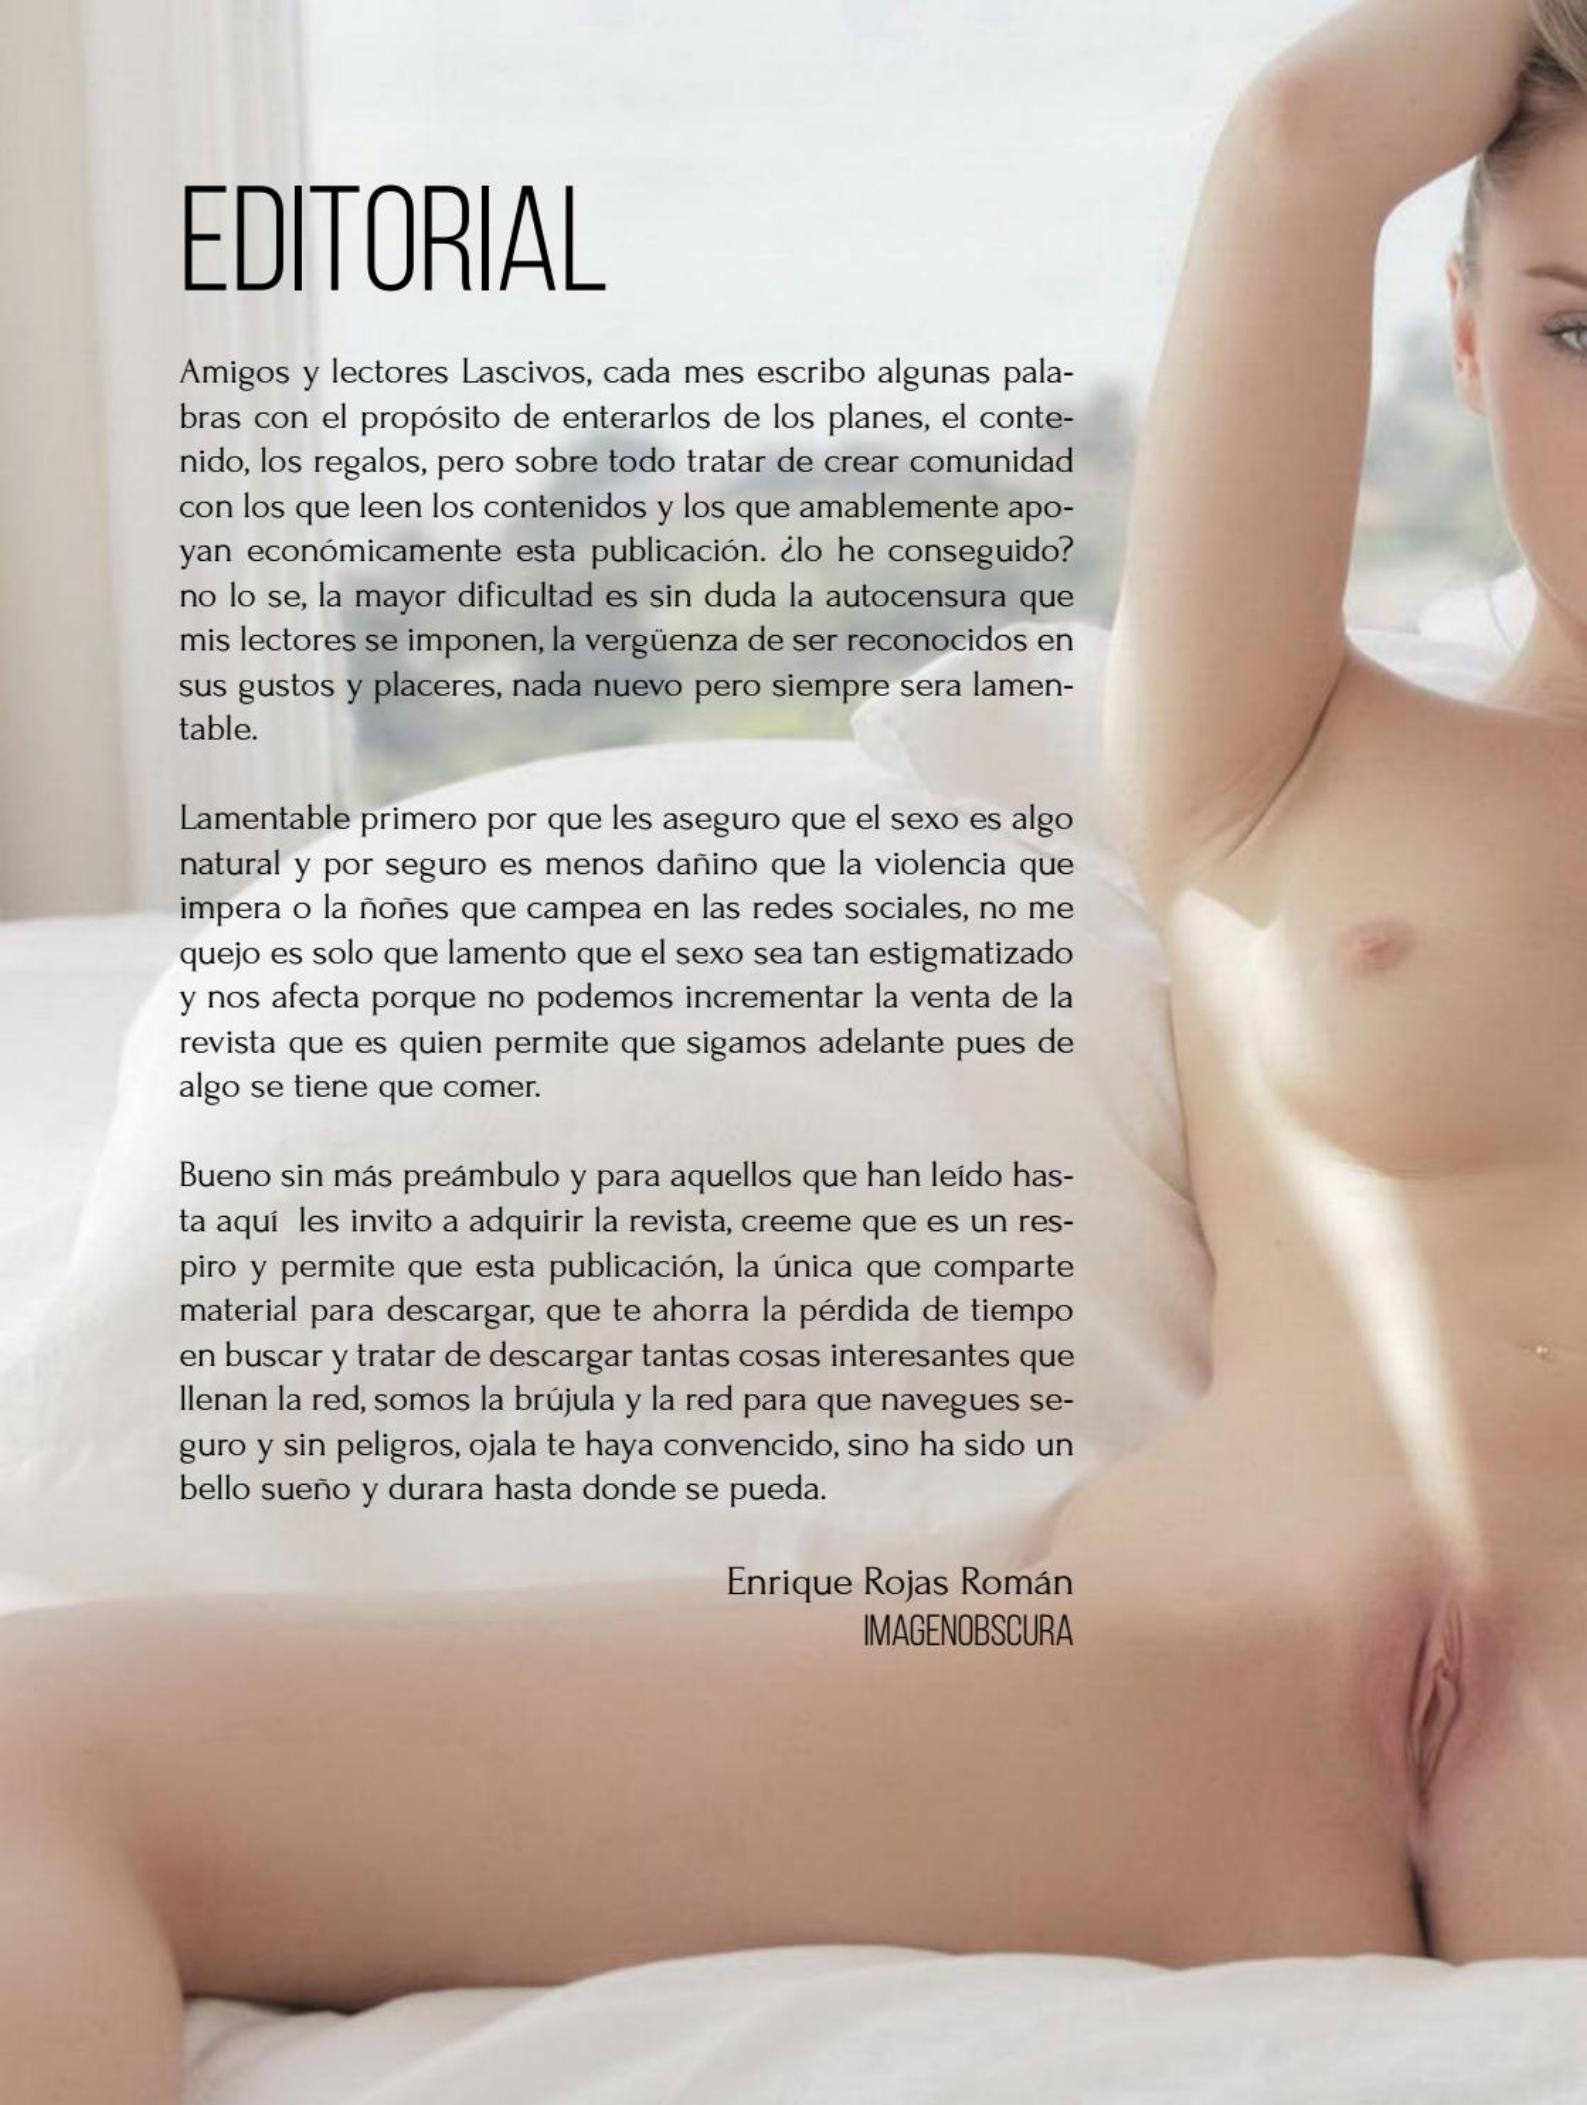 EDITORIAL
Amigos y lectores Lascivos, cada mes escribo algunas pala-
bras con el propósito de enterarlos de los planes, el conte-
nido, los regalos, pero sobre todo tratar de crear comunidad
con los que leen los contenidos y los que amablemente apo-
yan económicamente esta publicación. ¿lo he conseguido?
no lo se, la mayor dificultad es sin duda la autocensura que
mis lectores se imponen, la vergüenza de ser reconocidos en
sus gustos y placeres, nada nuevo pero siempre sera lamen-
table.
Lamentable primero por que les aseguro que el sexo es algo
natural y por seguro es menos dañino que la violencia que
impera o la ñoñes que campea en las redes sociales, no me
quejo es solo que lamento que el sexo sea tan estigmatizado
y nos afecta porque no podemos incrementar la venta de la
revista que es quien permite que sigamos adelante pues de
algo se tiene que comer.
Bueno sin más preámbulo y para aquellos que han leído has-
ta aquí les invito a adquirir la revista, creeme que es un res-
piro y permite que esta publicación, la única que comparte
material para descargar, que te ahorra la pérdida de tiempo
en buscar y tratar de descargar tantas cosas interesantes que
llenan la red, somos la brújula y la red para que navegues se-
guro y sin peligros, ojala te haya convencido, sino ha sido un
bello sueño y durara hasta donde se pueda.
Enrique Rojas Román
IMAGENOBSCURA